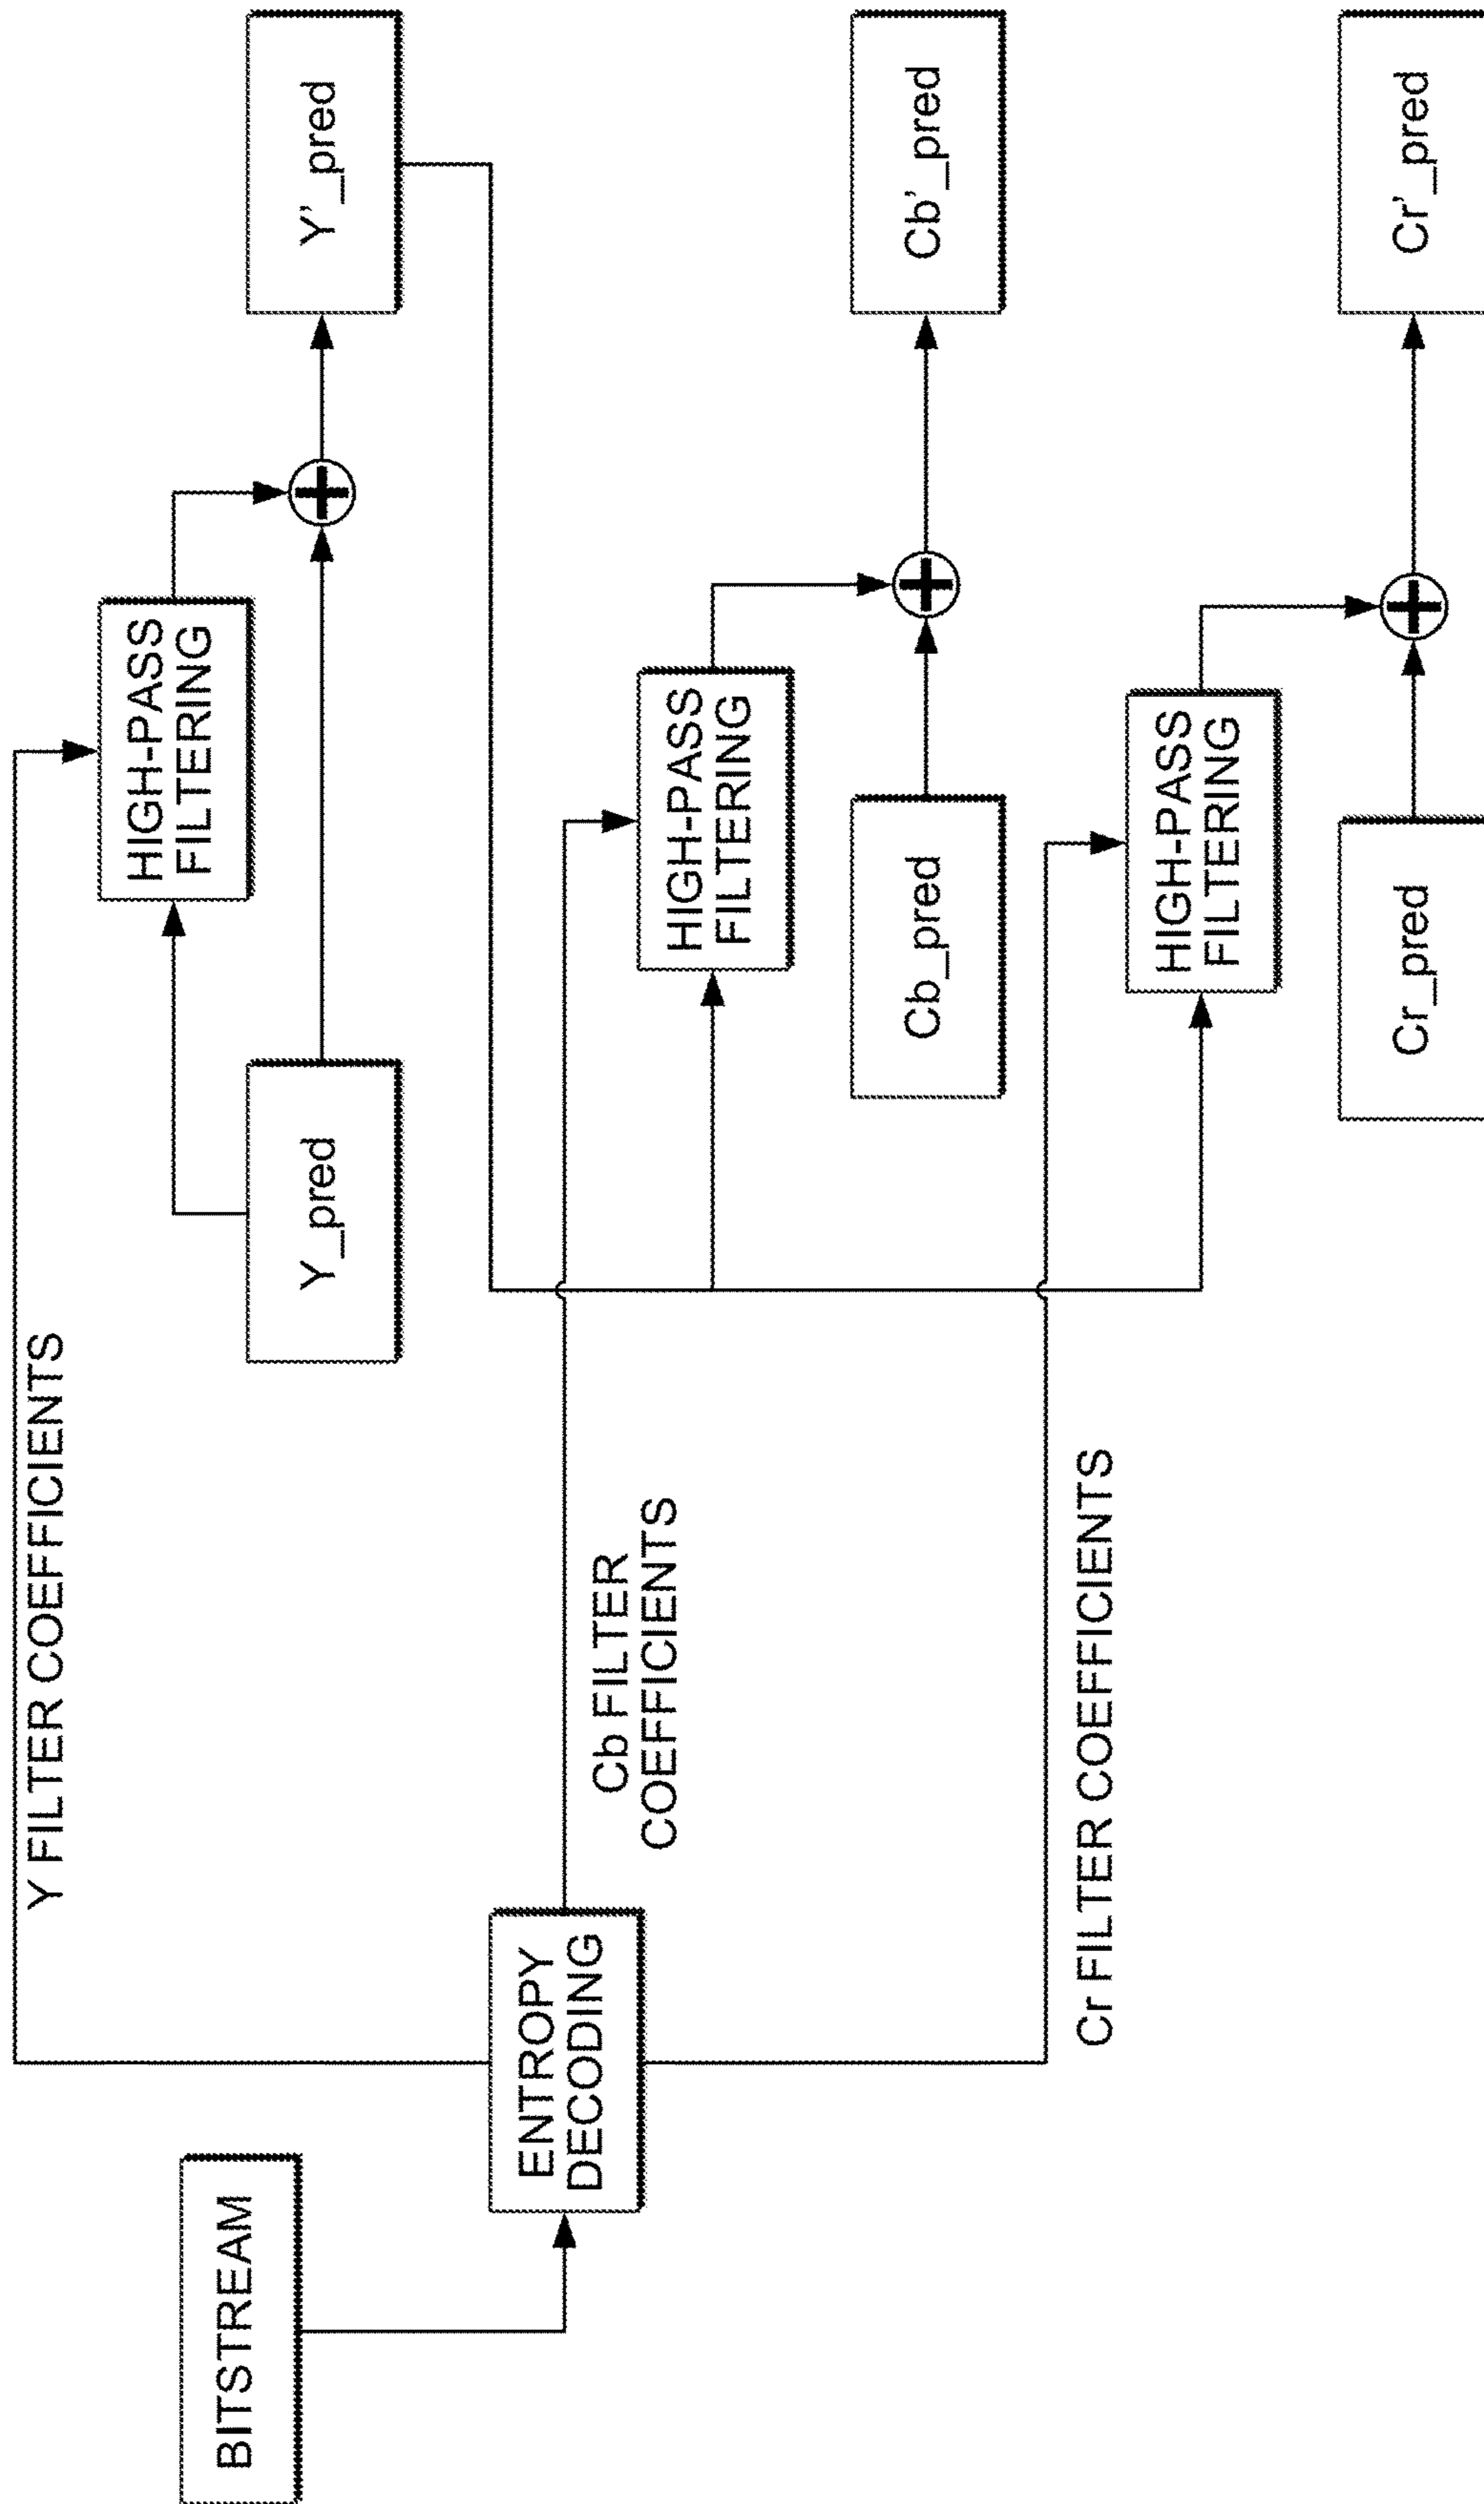 BITSTREAM
ENTROPY
DECODING
Y FILTER COEFFICIENTS
Cb FILTER
COEFFICIENTS
Cr FILTER COEFFICIENTS
Y_pred
HIGH-PASS
FILTERING
Y'_pred
HIGH-PASS
FILTERING
Cb_pred
Cb'_pred
HIGH-PASS
FILTERING
Cr_pred
Cr'_pred